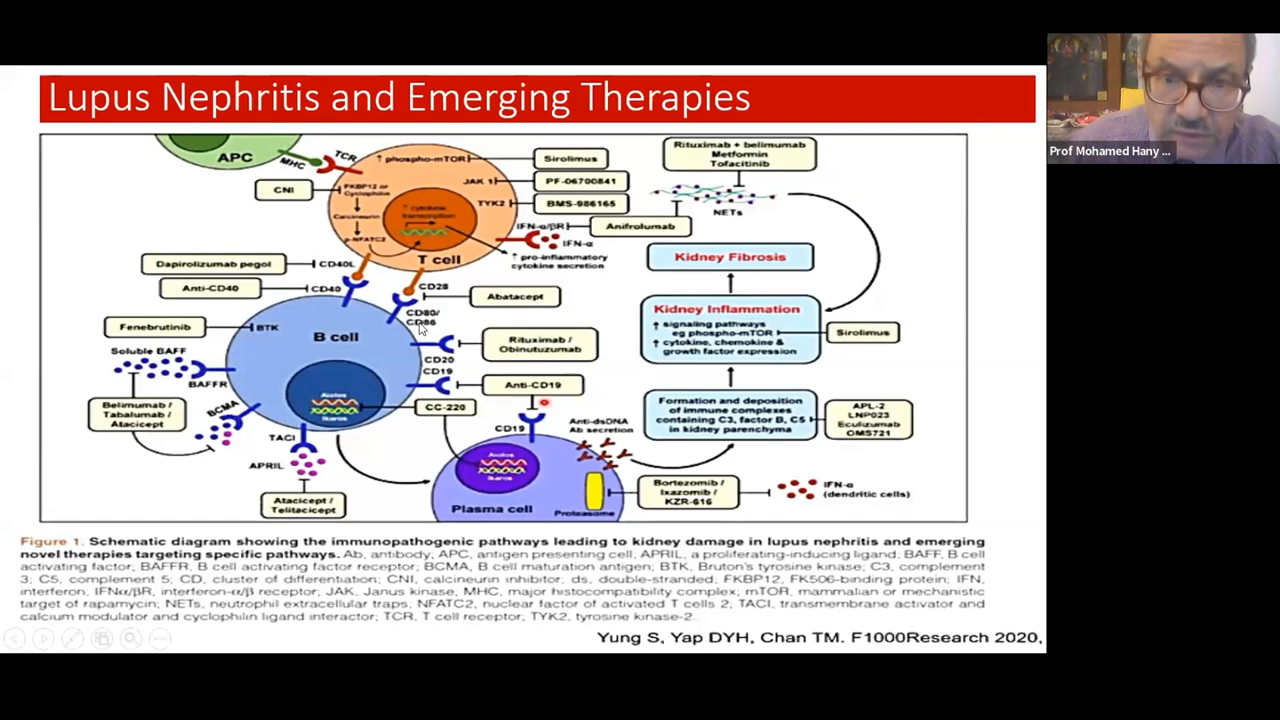 Lupus Nephritis and Emerging Therapies
Prof Mohamed Hany ...
APC
MHC
TCR
↑ phospho-mTOR
Sirolimus
Rituximab + belimumab
Metformin
Tofacitinib
CNI
FKBP12 or
Cyclophilin
JAK 1
PF-06700841
Calcineurin
↑ cytokine
transcription
TYK2
BMS-986165
NETs
p-NFATC2
IFN-α/βR
Anifrolumab
IFN-α
T cell
↑ pro-inflammatory
cytokine secretion
Kidney Fibrosis
Dapirolizumab pegol
CD40L
Anti-CD40
CD40
CD28
Abatacept
CD80/
CD86
Kidney Inflammation
↑ signaling pathways
eg phospho-mTOR
↑ cytokine, chemokine &
growth factor expression
Sirolimus
Fenebrutinib
BTK
B cell
Rituximab /
Obinutuzumab
CD20
Soluble BAFF
BAFFR
CD19
Anti-CD19
Belimumab /
Tabalumab /
Atacicept
BCMA
Aiolos
Ikaros
CC-220
CD19
Anti-dsDNA
Ab secretion
Formation and deposition
of immune complexes
containing C3, factor B, C5
in kidney parenchyma
APL-2
LNP023
Eculizumab
OMS721
TACI
APRIL
Atacicept /
Telitacicept
Aiolos
Ikaros
Plasma cell
Proteasome
Bortezomib /
Ixazomib /
KZR-616
IFN-α
(dendritic cells)
Figure 1. Schematic diagram showing the immunopathogenic pathways leading to kidney damage in lupus nephritis and emerging
novel therapies targeting specific pathways. Ab, antibody; APC, antigen presenting cell; APRIL, a proliferating-inducing ligand; BAFF, B cell
activating factor; BAFFR, B cell activating factor receptor; BCMA, B cell maturation antigen; BTK, Bruton's tyrosine kinase; C3, complement
3; C5, complement 5; CD, cluster of differentiation; CNI, calcineurin inhibitor; ds, double-stranded; FKBP12, FK506-binding protein; IFN,
interferon; IFNα/βR, interferon-α/β receptor; JAK, Janus kinase; MHC, major histocompatibility complex; mTOR, mammalian or mechanistic
target of rapamycin; NETs, neutrophil extracellular traps; NFATC2, nuclear factor of activated T cells 2; TACI, transmembrane activator and
calcium modulator and cyclophilin ligand interactor; TCR, T cell receptor; TYK2, tyrosine kinase-2.
Yung S, Yap DYH, Chan TM. F1000Research 2020,